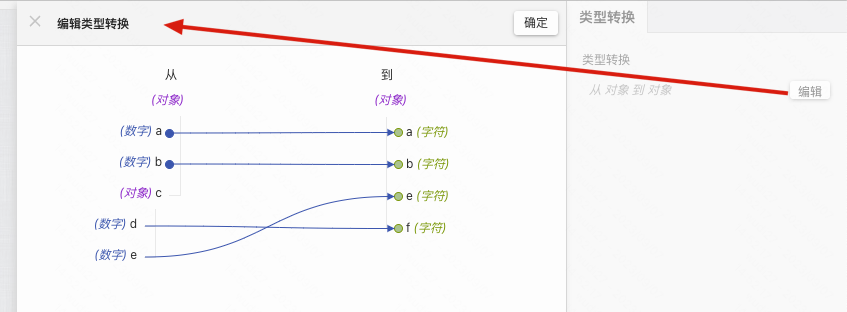 编辑类型转换
确定
从
到
(对象)
(对象)
(数字) a
a (字符)
(数字) b
b (字符)
(对象) c
e (字符)
(数字) d
f (字符)
(数字) e
类型转换
类型转换
从 对象 到 对象
编辑